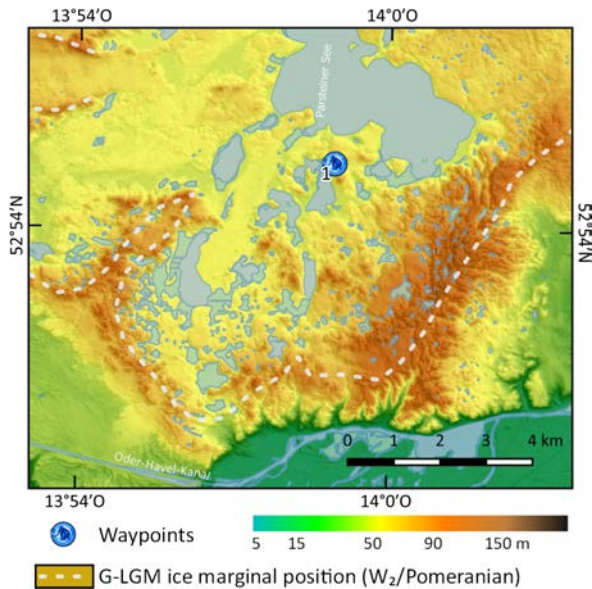 13°54′O 14°0′O
Parsteiner See
1
52°54′N 52°54′N
Oder-Havel-Kanal
0 1 2 3 4 km
13°54′O 14°0′O
Waypoints
5 15 50 90 150 m
G-LGM ice marginal position (W₂/Pomeranian)